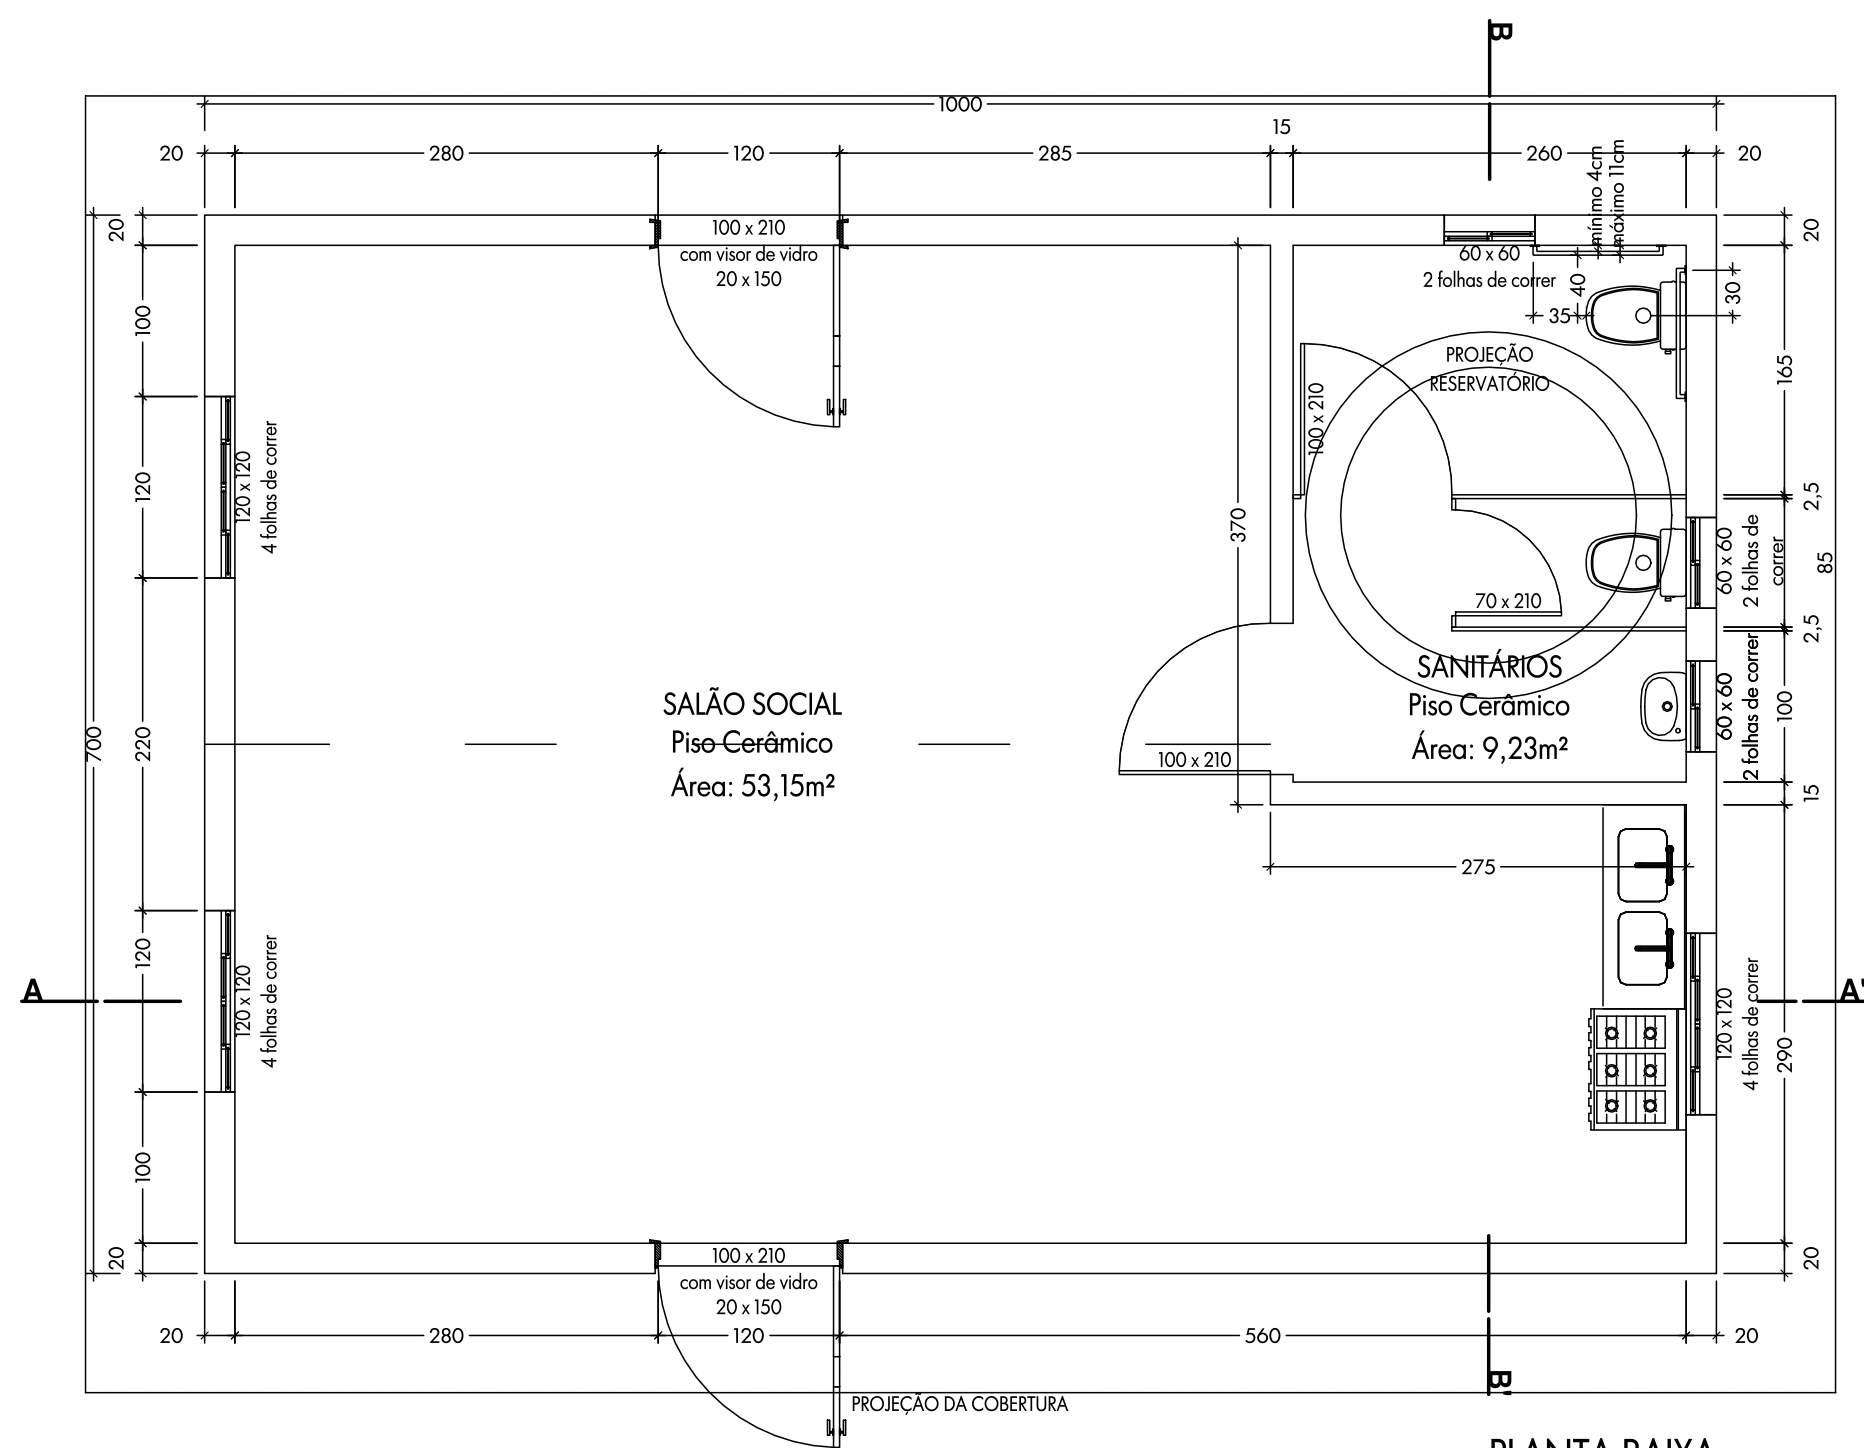 B
1000
15
20
280
120
285
260
20
mínimo 4cm
máximo 11cm
20
100 x 210
com visor de vidro
20 x 150
60 x 60
2 folhas de correr
20
100
40
35
30
PROJEÇÃO
RESERVATÓRIO
100 x 210
165
120
120 x 120
4 folhas de correr
370
2,5
60 x 60
2 folhas de
correr
85
70 x 210
2,5
SANITÁRIOS
Piso Cerâmico
Área: 9,23m²
60 x 60
2 folhas de correr
100
SALÃO SOCIAL
Piso Cerâmico
Área: 53,15m²
700
220
100 x 210
15
275
120
120 x 120
4 folhas de correr
A
A'
120 x 120
4 folhas de correr
290
100
20
100 x 210
com visor de vidro
20 x 150
20
20
280
120
560
20
B'
PROJEÇÃO DA COBERTURA
PLANTA BAIXA